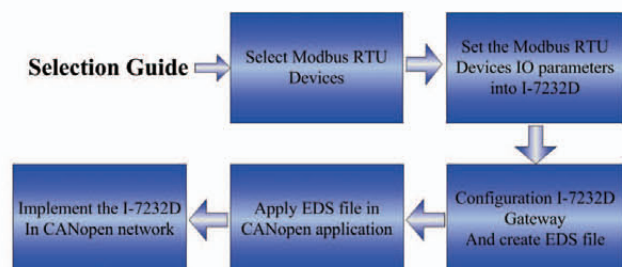 Selection Guide
Select Modbus RTU
Devices
Set the Modbus RTU
Devices IO parameters
into I-7232D
Configuration I-7232D
Gateway
And create EDS file
Apply EDS file in
CANopen application
Implement the I-7232D
In CANopen network